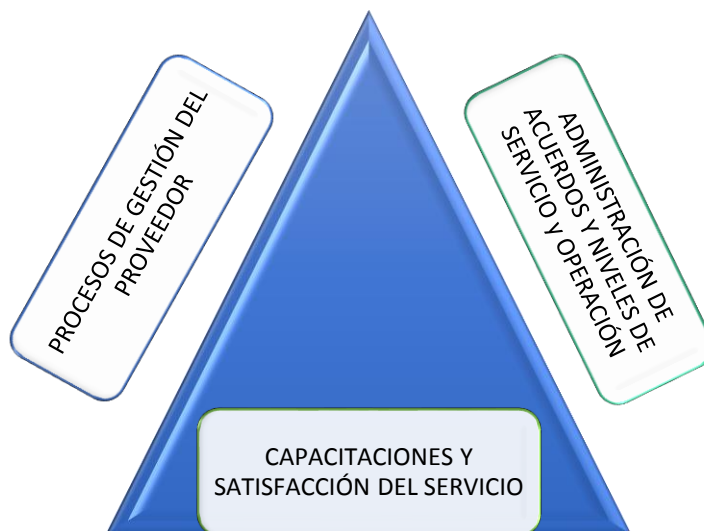 PROCESOS DE GESTIÓN DEL
PROVEEDOR
ADMINISTRACIÓN DE
ACUERDOS Y NIVELES DE
SERVICIO y OPERACIÓN
CAPACITACIONES Y
SATISFACCIÓN DEL SERVICIO